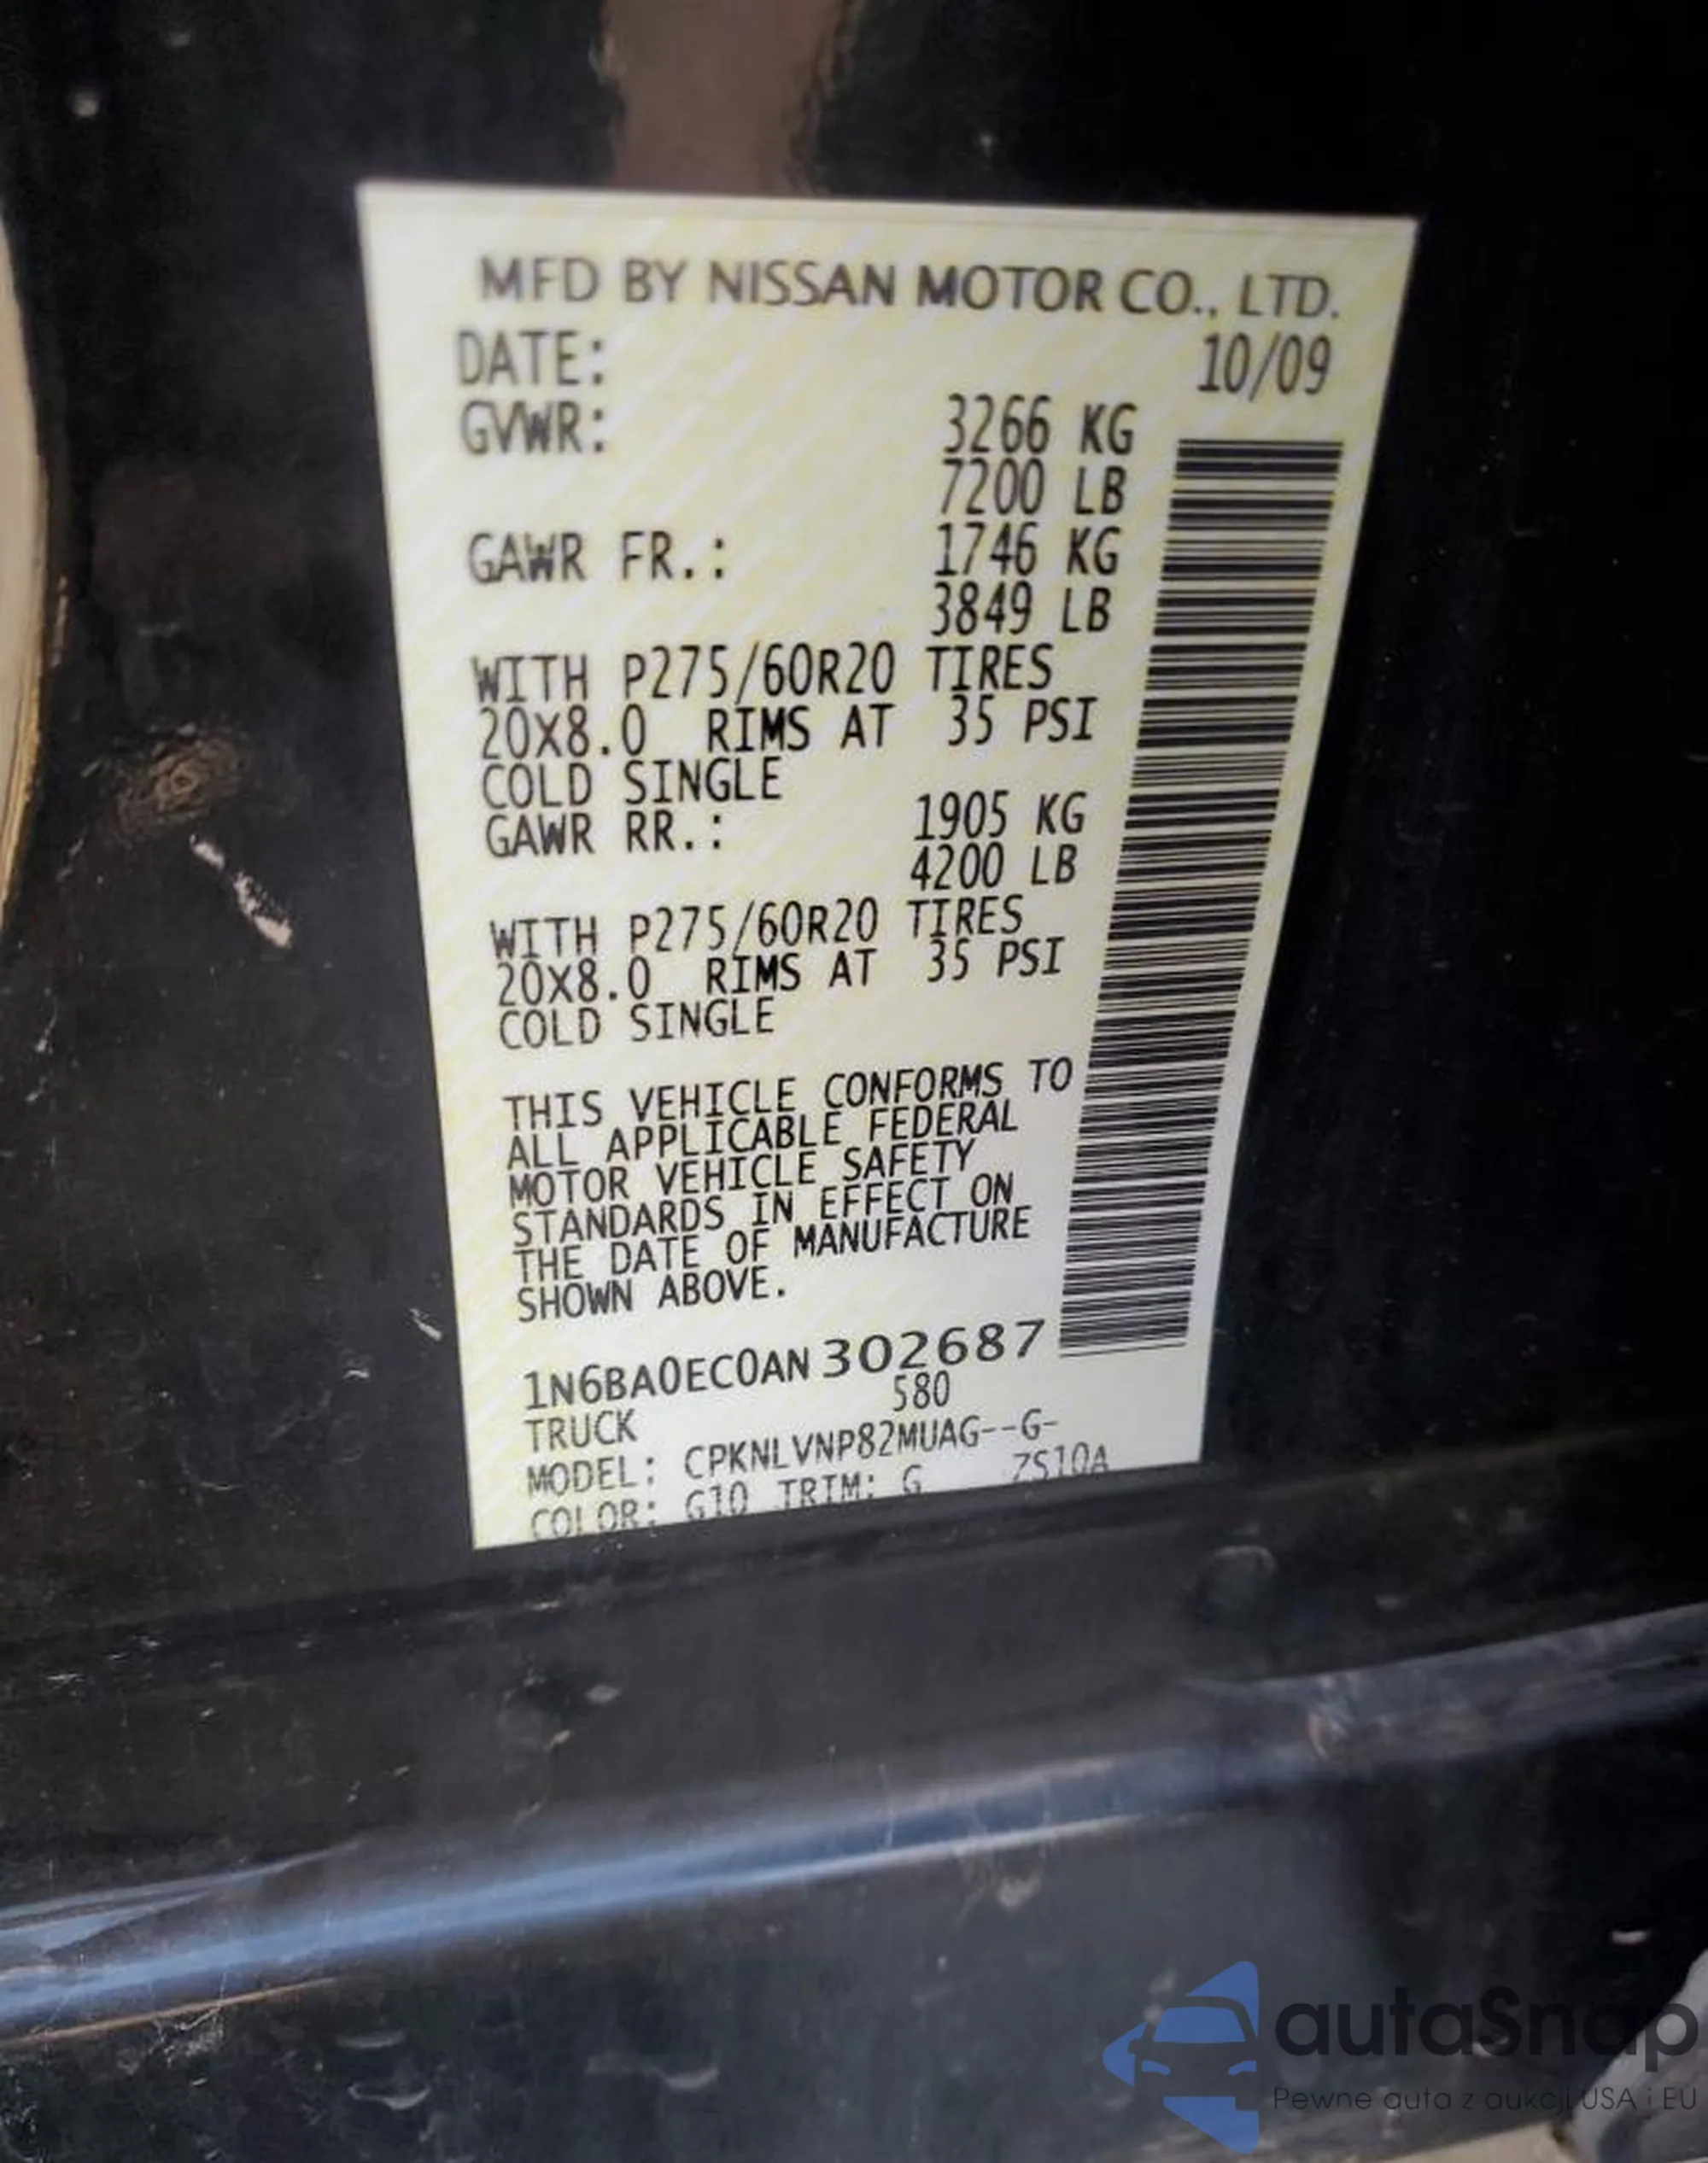 MFD BY NISSAN MOTOR CO., LTD.
DATE: 10/09
GVWR: 3266 KG
7200 LB
GAWR FR.: 1746 KG
3849 LB
WITH P275/60R20 TIRES
20X8.0 RIMS AT 35 PSI
COLD SINGLE
GAWR RR.: 1905 KG
4200 LB
WITH P275/60R20 TIRES
20X8.0 RIMS AT 35 PSI
COLD SINGLE
THIS VEHICLE CONFORMS TO
ALL APPLICABLE FEDERAL
MOTOR VEHICLE SAFETY
STANDARDS IN EFFECT ON
THE DATE OF MANUFACTURE
SHOWN ABOVE.
1N6BA0EC0AN302687
TRUCK 580
MODEL: CPKNLVNP82MUAG--G-
COLOR: G10 TRIM: G ZS10A
autaSnap
Pewne auta z aukcji USA i EU